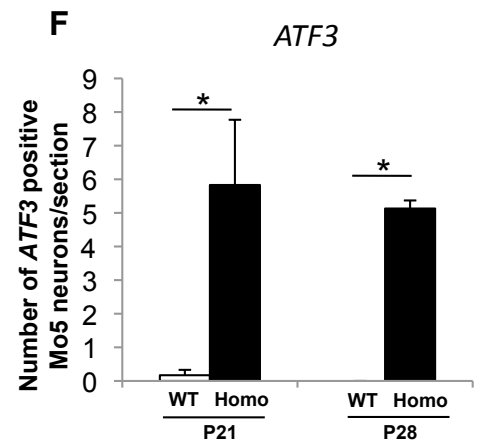 F
ATF3
Number of ATF3 positive
Mo5 neurons/section
9
8
7
6
5
4
3
2
1
0
*
*
WT Homo WT Homo
P21 P28